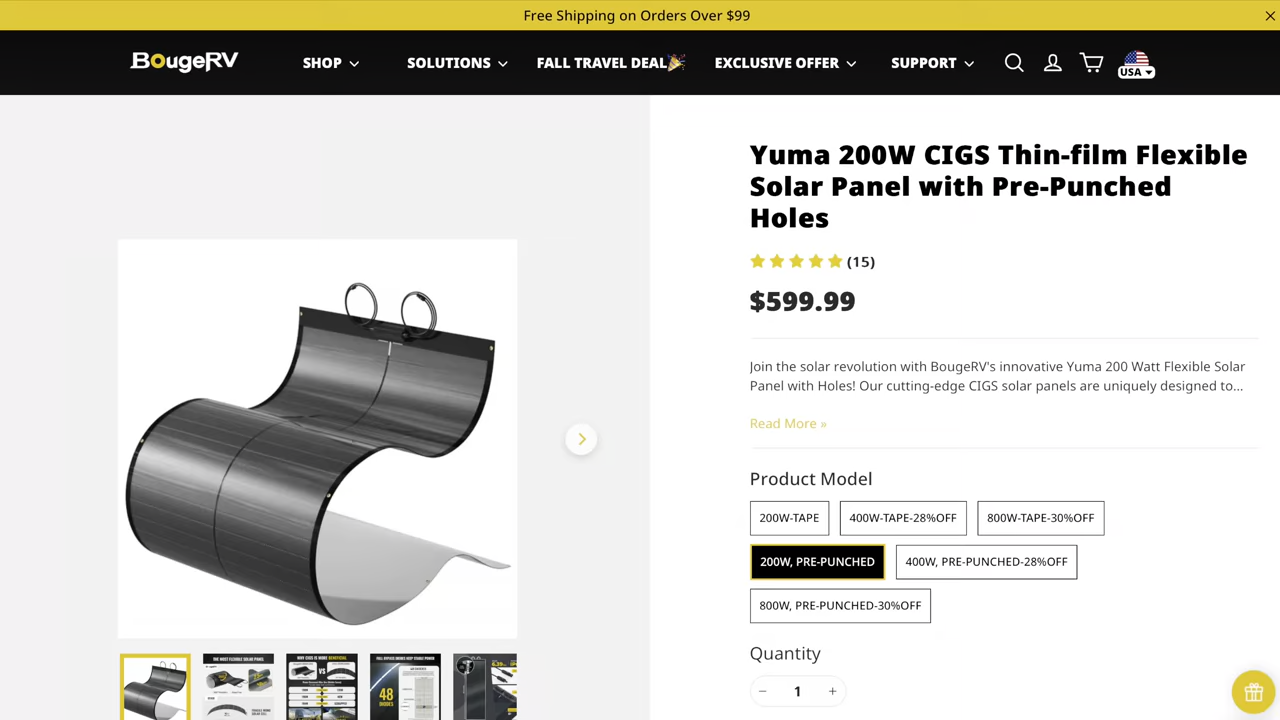 Free Shipping on Orders Over $99
BougeRV
SHOP
SOLUTIONS
FALL TRAVEL DEAL🎉
EXCLUSIVE OFFER
SUPPORT
USA
Yuma 200W CIGS Thin-film Flexible
Solar Panel with Pre-Punched
Holes
(15)
$599.99
Join the solar revolution with BougeRV's innovative Yuma 200 Watt Flexible Solar
Panel with Holes! Our cutting-edge CIGS solar panels are uniquely designed to...
Read More »
Product Model
200W-TAPE
400W-TAPE-28%OFF
800W-TAPE-30%OFF
200W, PRE-PUNCHED
400W, PRE-PUNCHED-28%OFF
800W, PRE-PUNCHED-30%OFF
Quantity
− 1 +
VS
48
MODES